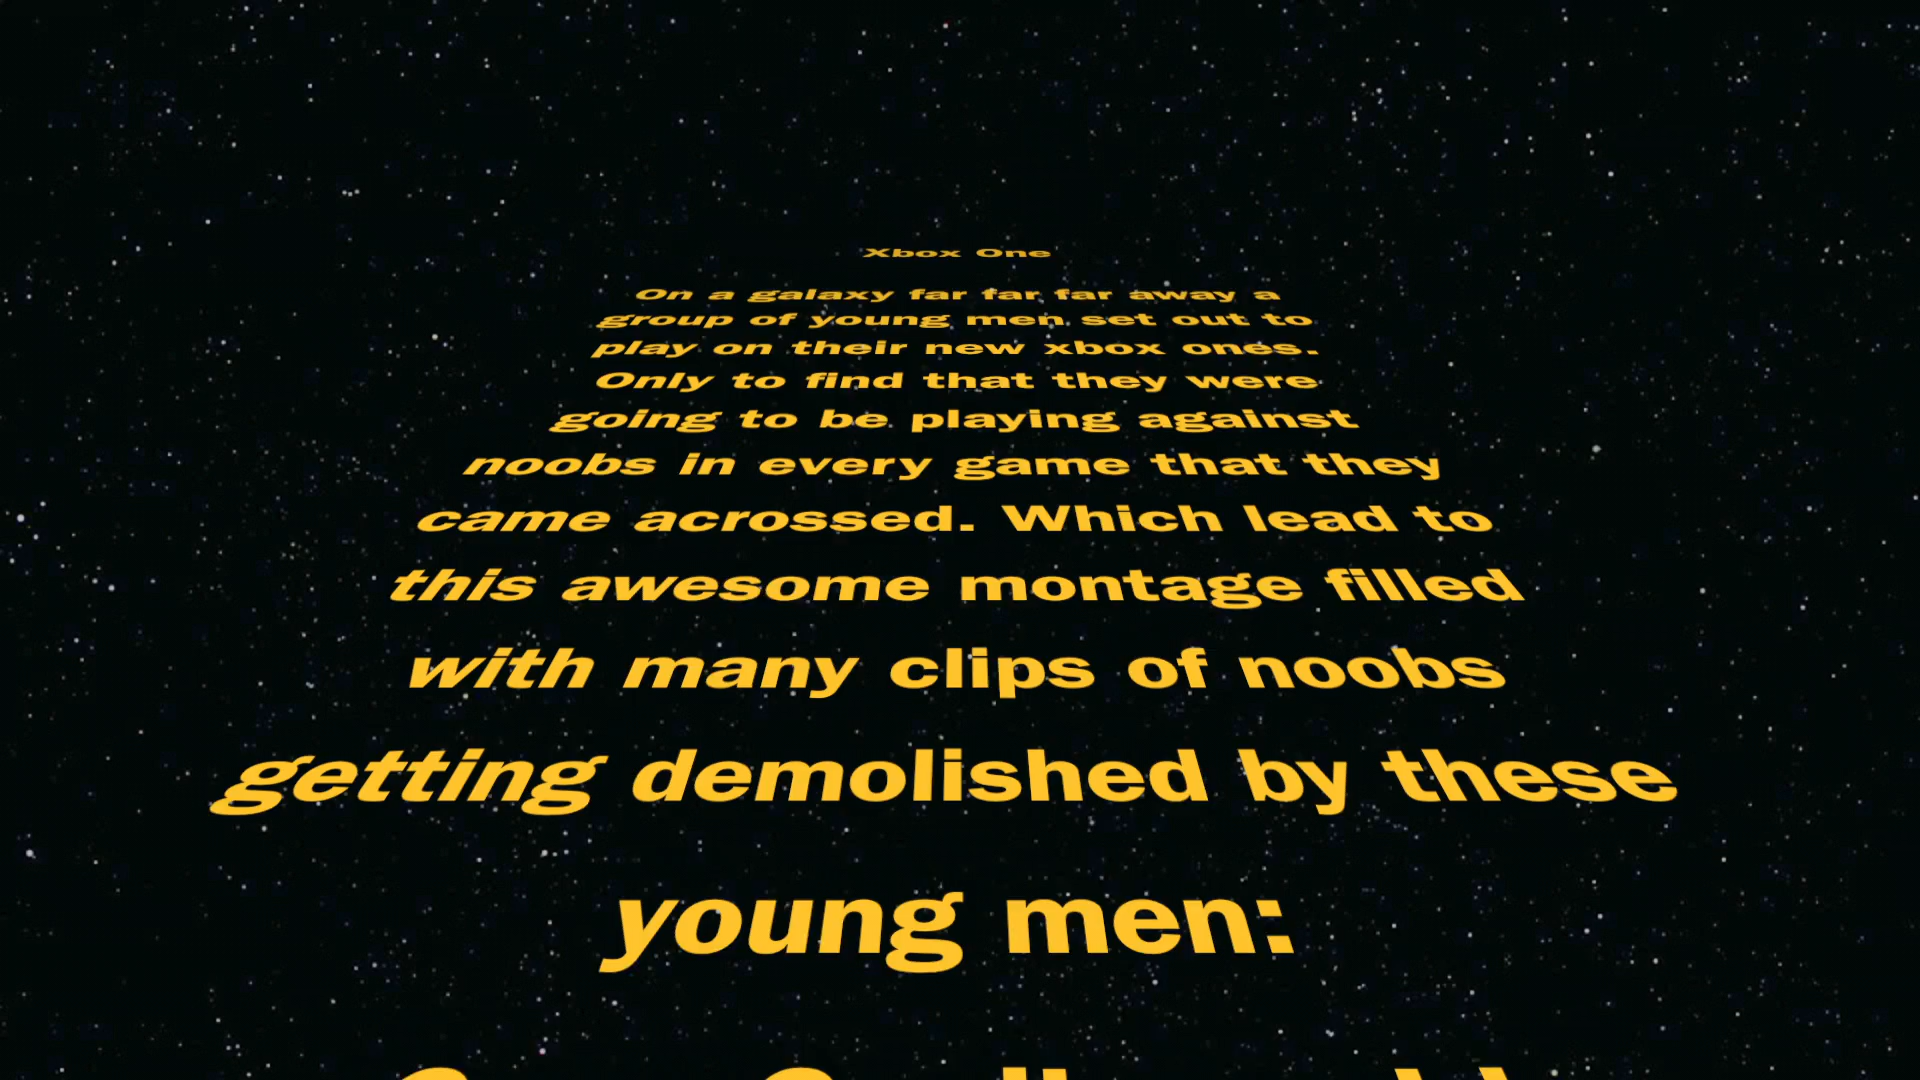 Xbox One
On a galaxy far far far away a
group of young men set out to
play on their new xbox ones.
Only to find that they were
going to be playing against
noobs in every game that they
came acrossed. Which lead to
this awesome montage filled
with many clips of noobs
getting demolished by these
young men: